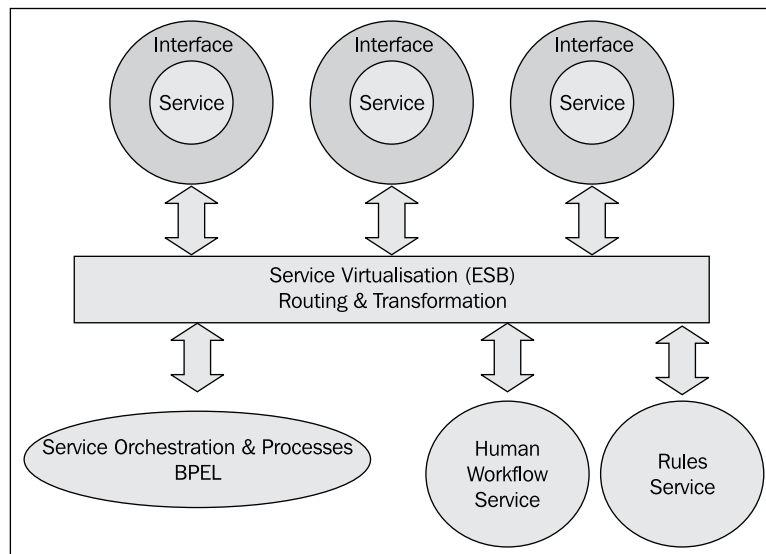 Interface
Service
Interface
Service
Interface
Service
Service Virtualisation (ESB)
Routing & Transformation
Service Orchestration & Processes
BPEL
Human
Workflow
Service
Rules
Service